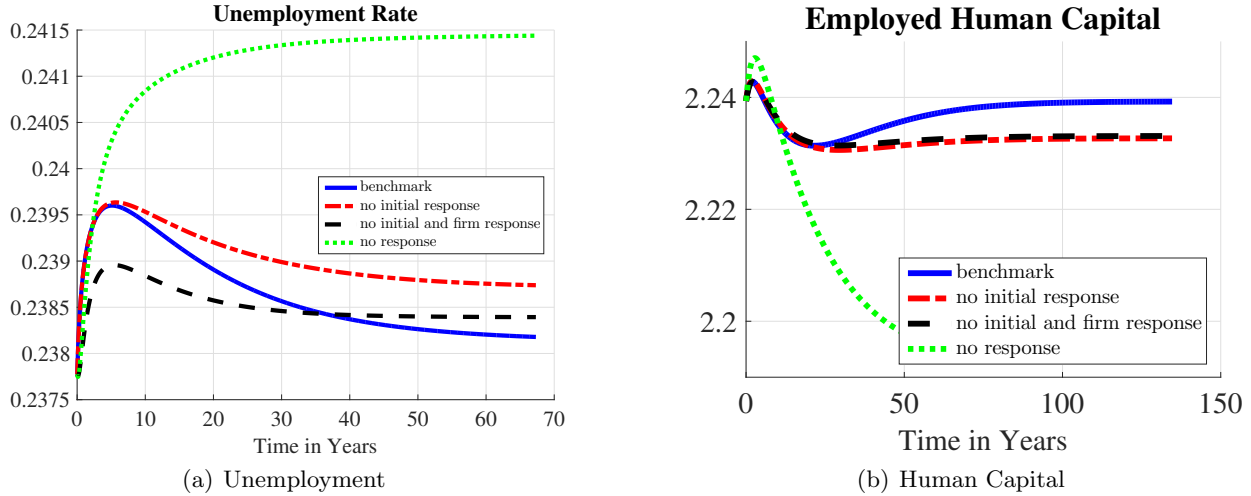 Unemployment Rate
0.2415
0.241
0.2405
0.24
0.2395
0.239
0.2385
0.238
0.2375
benchmark
no initial response
no initial and firm response
no response
0 10 20 30 40 50 60 70
Time in Years
(a) Unemployment
Employed Human Capital
2.24
2.22
2.2
benchmark
no initial response
no initial and firm response
no response
0 50 100 150
Time in Years
(b) Human Capital